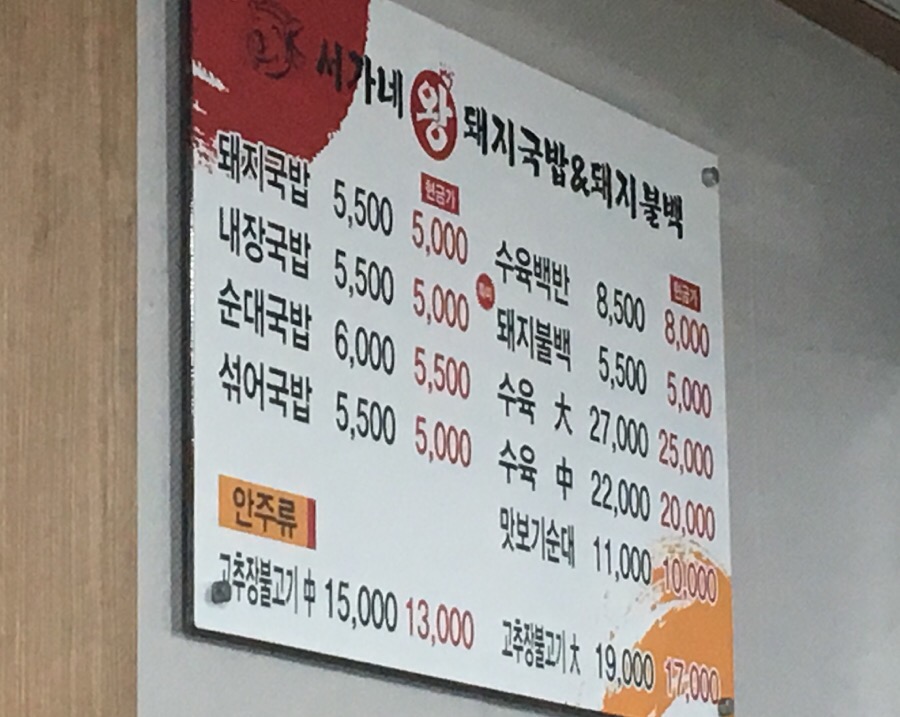 서가네 왕 돼지국밥&돼지불백
현금가
돼지국밥 5,500 5,000
내장국밥 5,500 5,000
순대국밥 6,000 5,500
섞어국밥 5,500 5,000
현금가
수육백반 8,500 8,000
돼지불백 5,500 5,000
수육 大 27,000 25,000
수육 中 22,000 20,000
맛보기순대 11,000 10,000
안주류
고추장불고기 中 15,000 13,000
고추장불고기 大 19,000 17,000